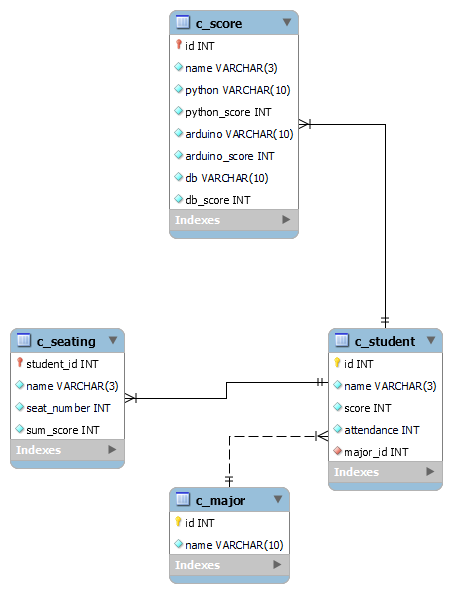 c_score
id INT
name VARCHAR(3)
python VARCHAR(10)
python_score INT
arduino VARCHAR(10)
arduino_score INT
db VARCHAR(10)
db_score INT
Indexes
c_seating
student_id INT
name VARCHAR(3)
seat_number INT
sum_score INT
Indexes
c_student
id INT
name VARCHAR(3)
score INT
attendance INT
major_id INT
Indexes
c_major
id INT
name VARCHAR(10)
Indexes